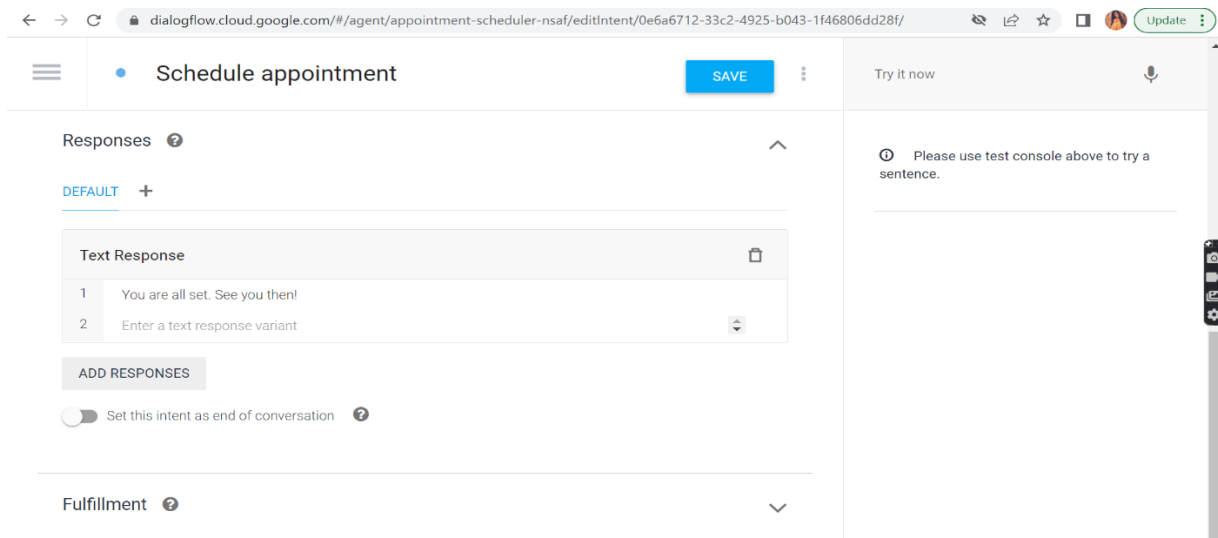 dialogflow.cloud.google.com/#/agent/appointment-scheduler-nsaf/editIntent/0e6a6712-33c2-4925-b043-1f46806dd28f/
Update
Schedule appointment
SAVE
Try it now
Responses
Please use test console above to try a
sentence.
DEFAULT
Text Response
1 You are all set. See you then!
2 Enter a text response variant
ADD RESPONSES
Set this intent as end of conversation
Fulfillment